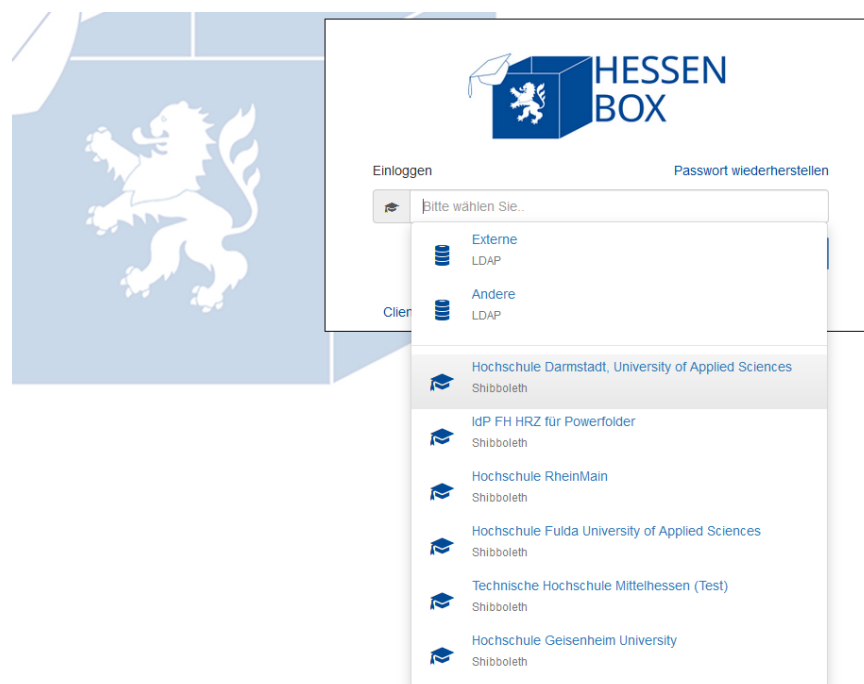 HESSEN
BOX
Einloggen
Passwort wiederherstellen
Bitte wählen Sie..
Externe
LDAP
Andere
LDAP
Hochschule Darmstadt, University of Applied Sciences
Shibboleth
IdP FH HRZ für Powerfolder
Shibboleth
Hochschule RheinMain
Shibboleth
Hochschule Fulda University of Applied Sciences
Shibboleth
Technische Hochschule Mittelhessen (Test)
Shibboleth
Hochschule Geisenheim University
Shibboleth